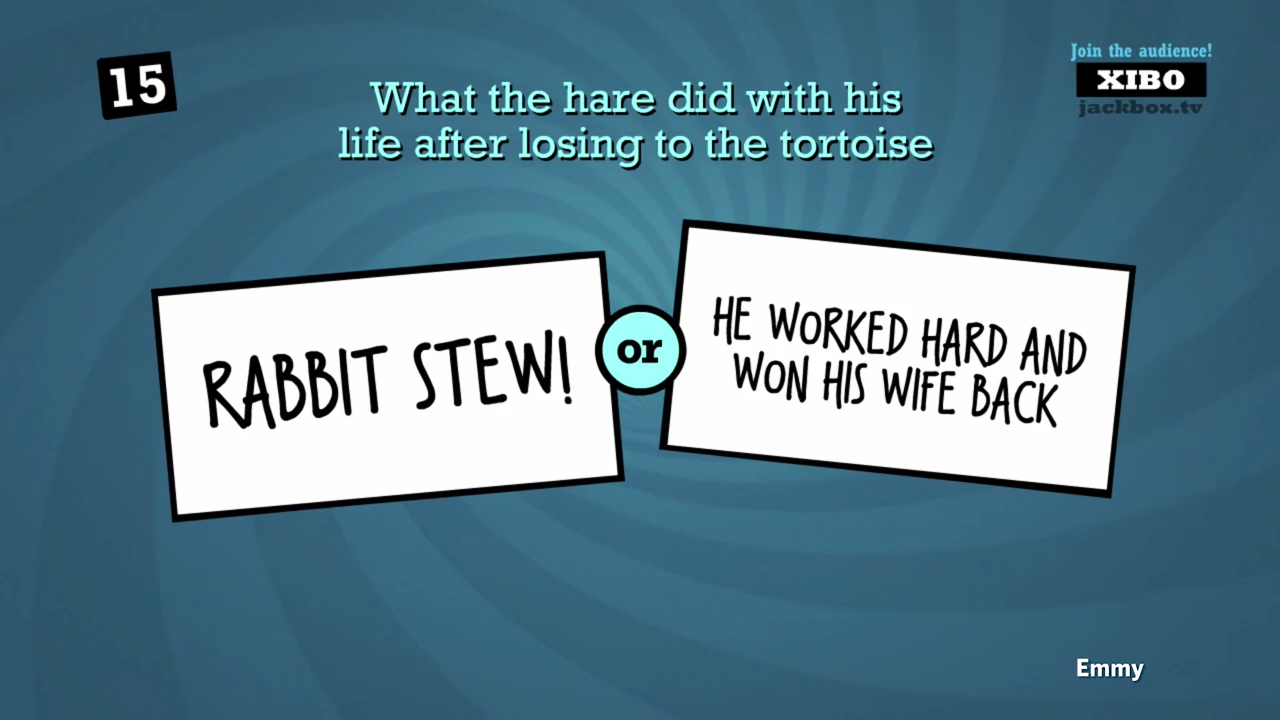 15
Join the audience!
XIBO
jackbox.tv
What the hare did with his
life after losing to the tortoise
RABBIT STEW!
or
HE WORKED HARD AND
WON HIS WIFE BACK
Emmy